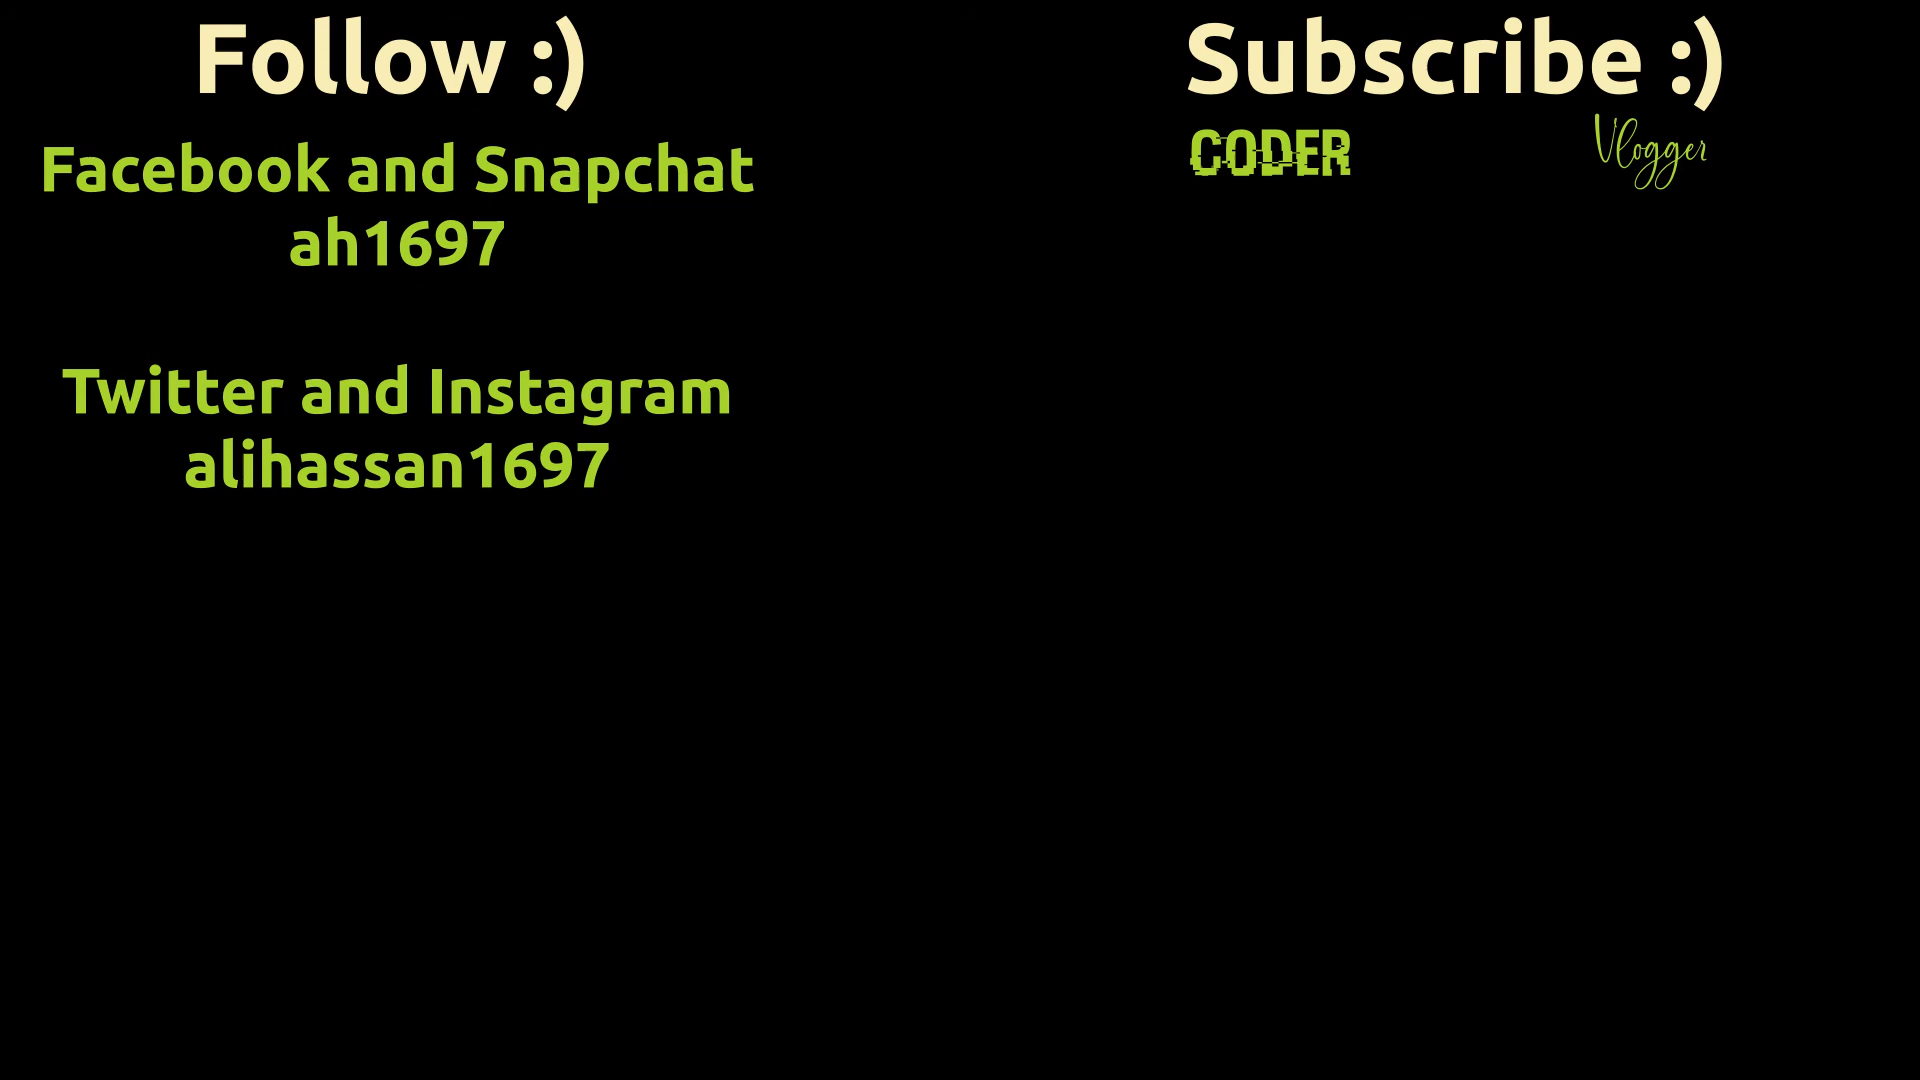 Follow :)
Facebook and Snapchat
ah1697
Twitter and Instagram
alihassan1697
Subscribe :)
CODER
Vlogger